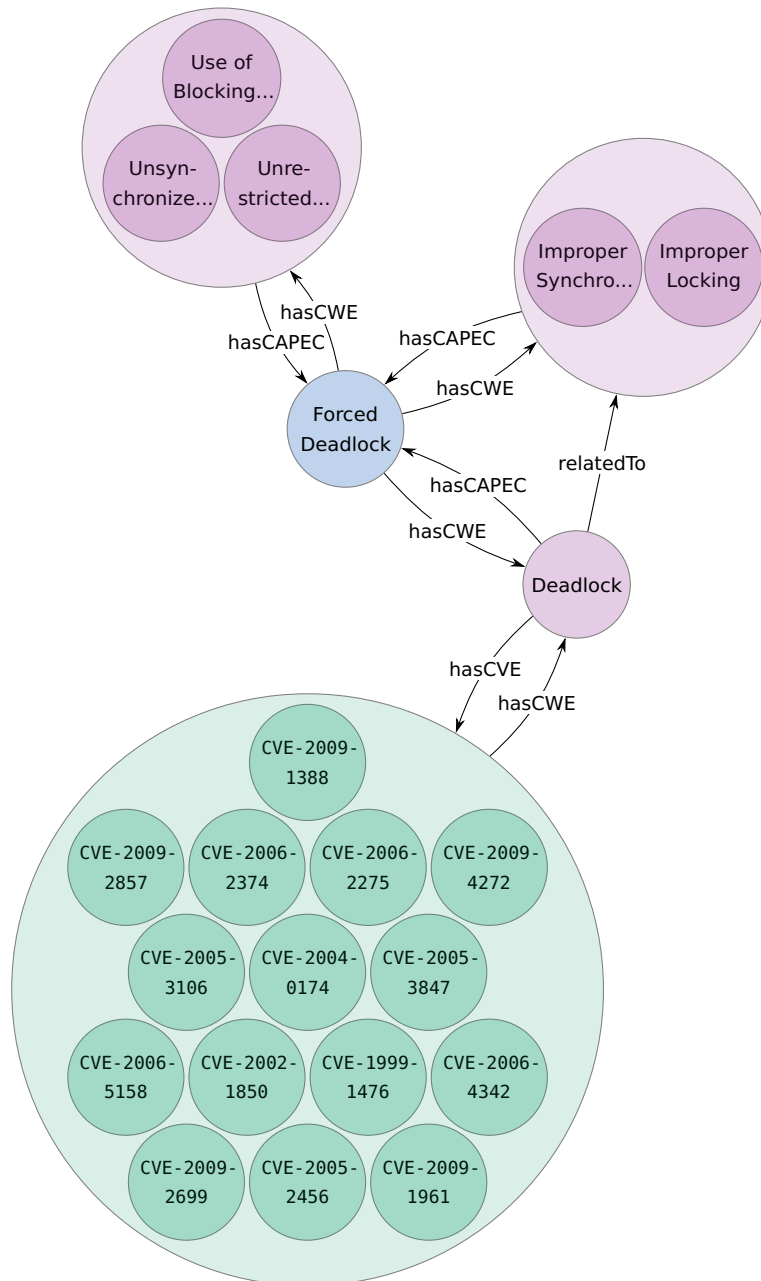 Use of
Blocking...
Unsyn-
chronize...
Unre-
stricted...
Improper
Synchro...
Improper
Locking
hasCWE
hasCAPEC
hasCAPEC
hasCWE
Forced
Deadlock
relatedTo
hasCAPEC
hasCWE
Deadlock
hasCVE
hasCWE
CVE-2009-
1388
CVE-2009-
2857
CVE-2006-
2374
CVE-2006-
2275
CVE-2009-
4272
CVE-2005-
3106
CVE-2004-
0174
CVE-2005-
3847
CVE-2006-
5158
CVE-2002-
1850
CVE-1999-
1476
CVE-2006-
4342
CVE-2009-
2699
CVE-2005-
2456
CVE-2009-
1961